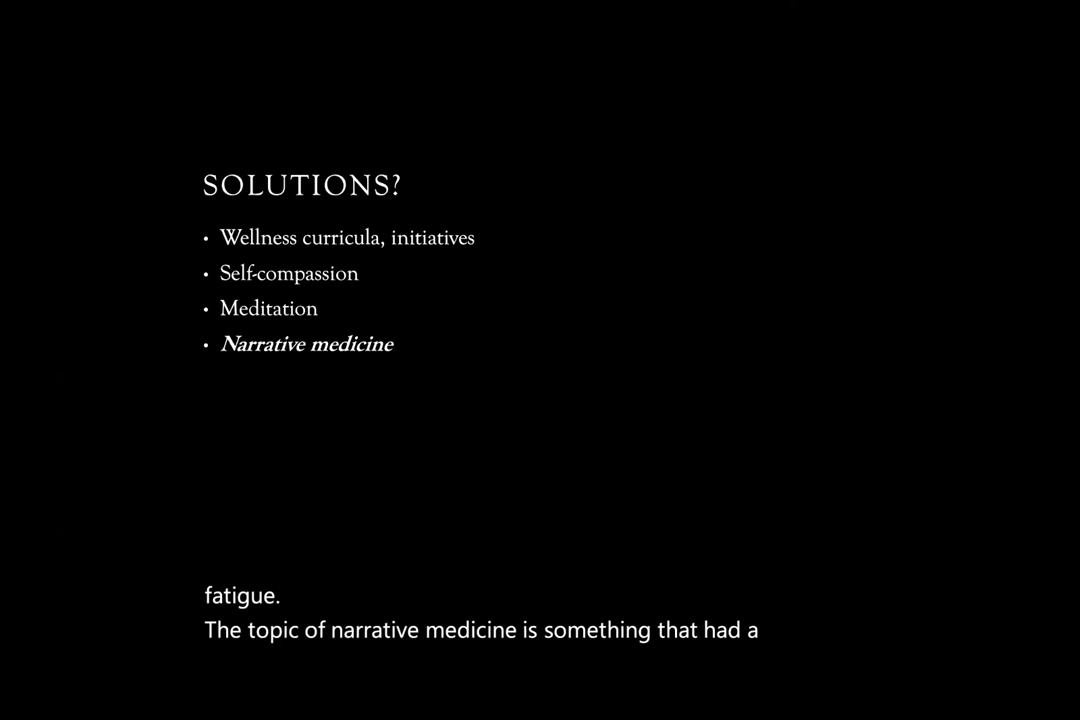 SOLUTIONS?
• Wellness curricula, initiatives
• Self-compassion
• Meditation
• Narrative medicine
fatigue.
The topic of narrative medicine is something that had a